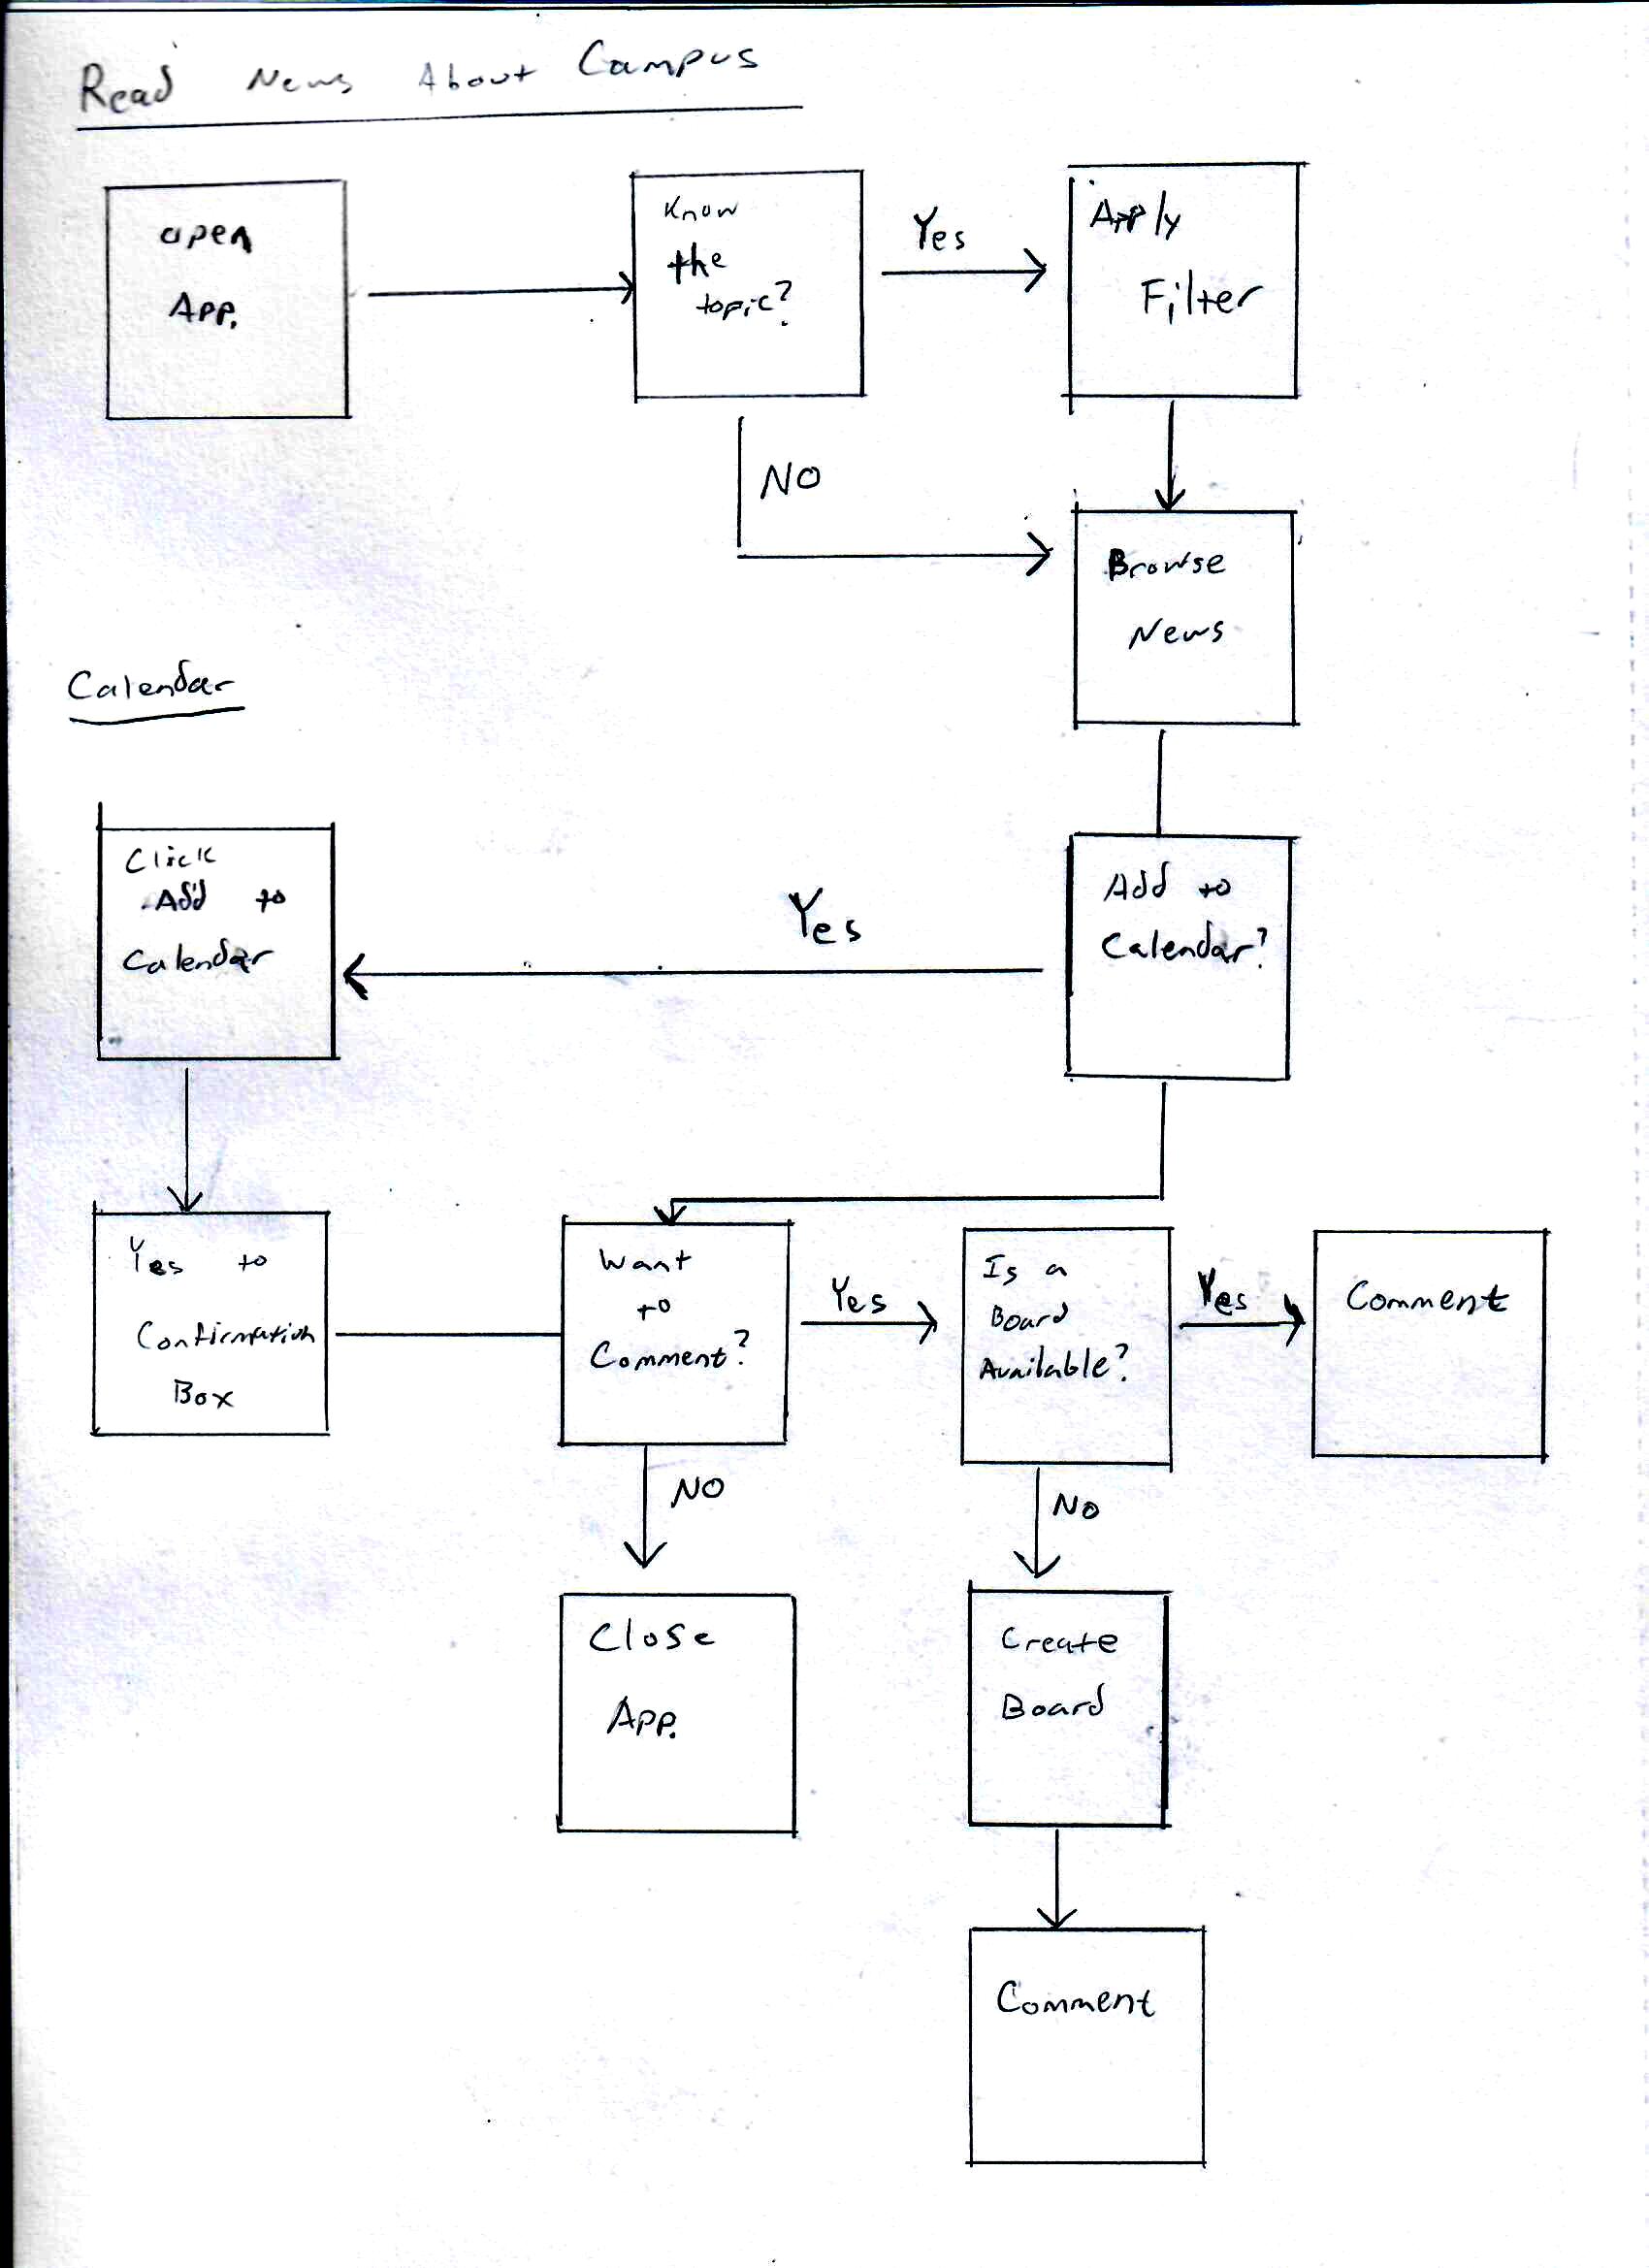 Read News About Campus
Open
App.
Know
the
topic?
Yes
Apply
Filter
NO
Browse
News
Calendar
Click
Add to
Calendar
Yes
Add to
Calendar?
Yes to
Confirmation
Box
Want
to
Comment?
Yes
Is a
Board
Available?
Yes
Comment
NO
No
Close
App.
Create
Board
Comment